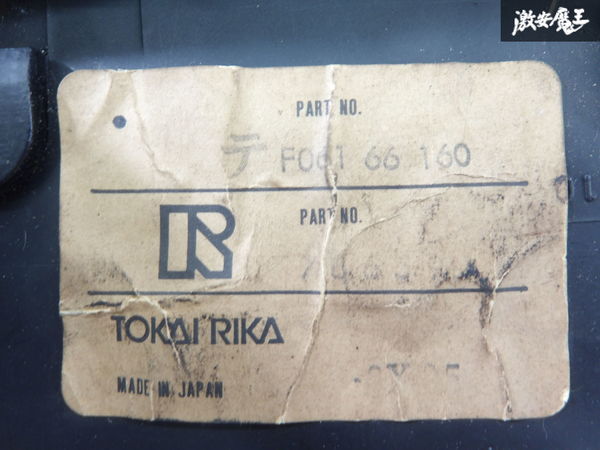 激安魔王
PART NO.
テ F061 66 160
R PART NO.
TOKAI RIKA
MADE IN JAPAN